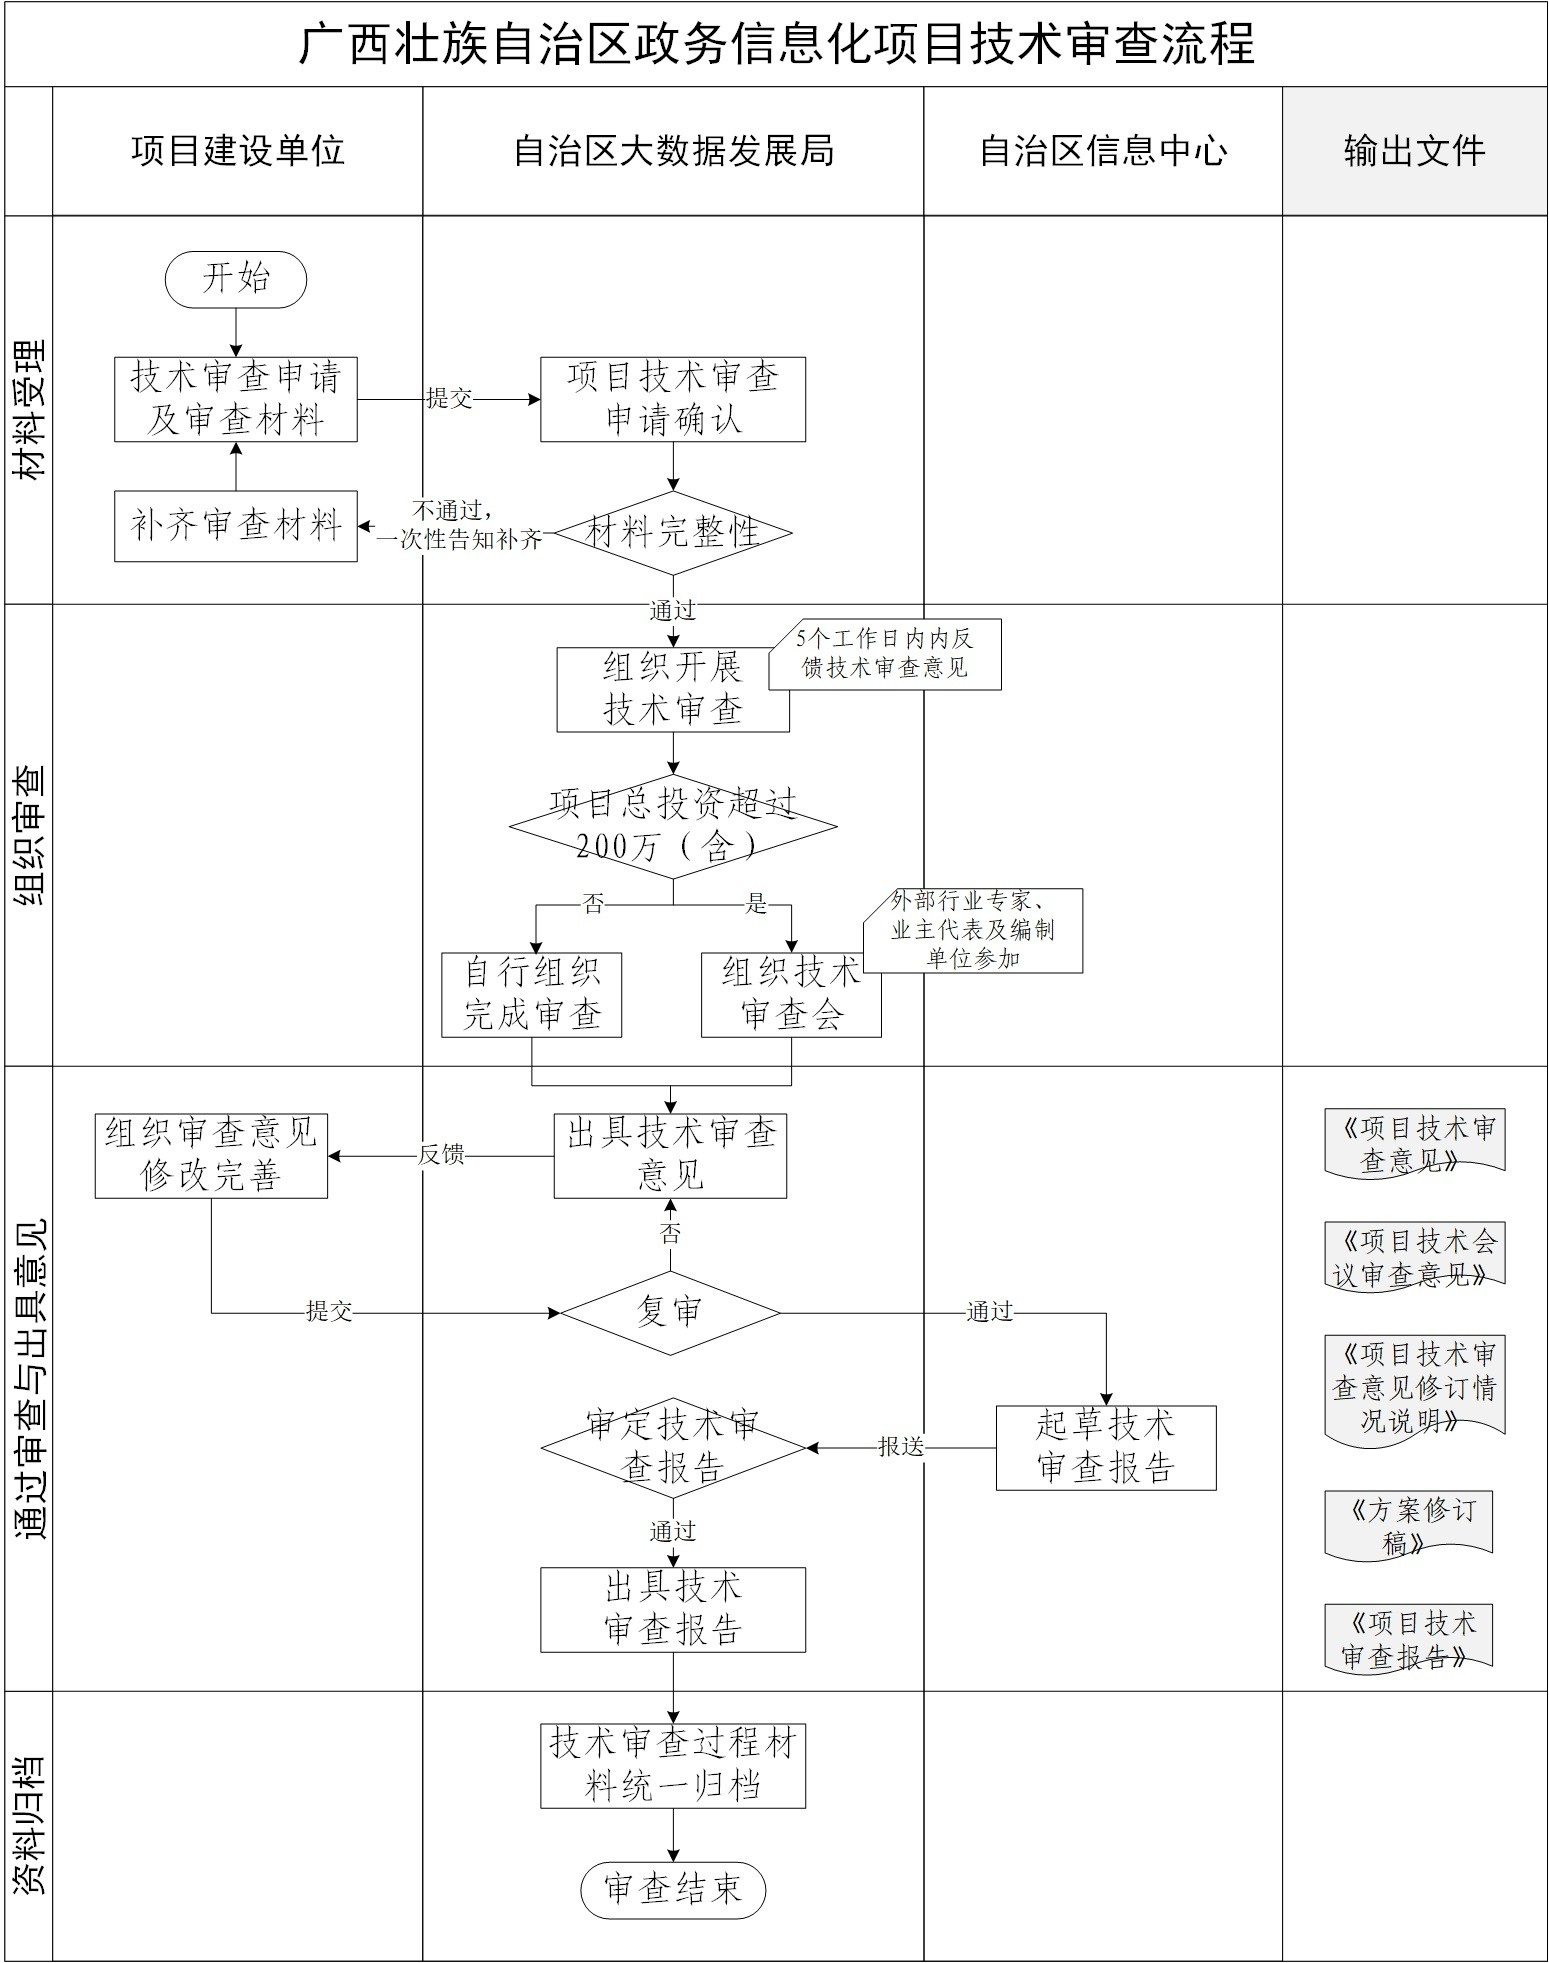 广西壮族自治区政务信息化项目技术审查流程
项目建设单位
自治区大数据发展局
自治区信息中心
输出文件
材料受理
开始
技术审查申请
及审查材料
提交
项目技术审查
申请确认
补齐审查材料
不通过，
一次性告知补齐
材料完整性
通过
组织审查
组织开展
技术审查
5个工作日内内反
馈技术审查意见
项目总投资超过
200万（含）
否
是
外部行业专家、
业主代表及编制
单位参加
自行组织
完成审查
组织技术
审查会
通过审查与出具意见
组织审查意见
修改完善
反馈
出具技术审查
意见
否
提交
复审
通过
起草技术
审查报告
报送
审定技术审
查报告
通过
出具技术
审查报告
《项目技术审
查意见》
《项目技术会
议审查意见》
《项目技术审
查意见修订情
况说明》
《方案修订
稿》
《项目技术
审查报告》
资料归档
技术审查过程材
料统一归档
审查结束